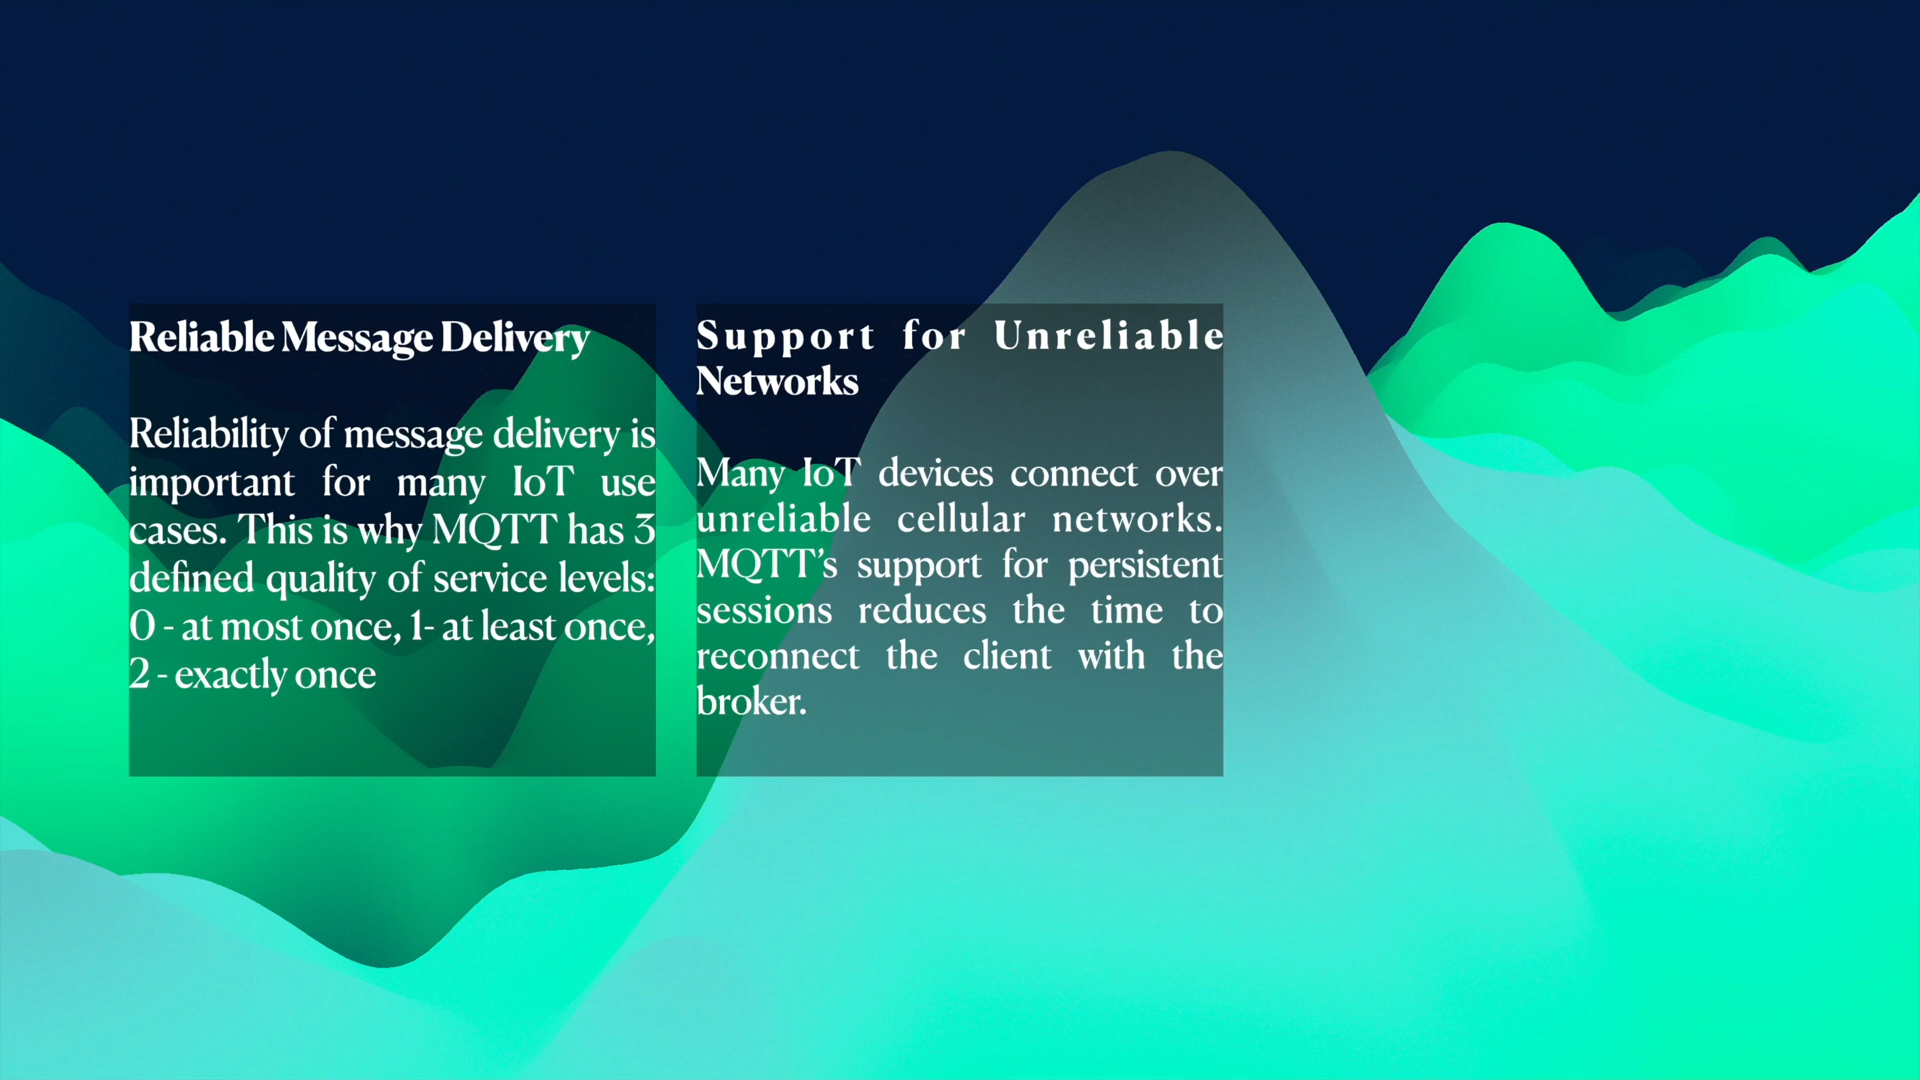 Reliable Message Delivery
Reliability of message delivery is
important for many IoT use
cases. This is why MQTT has 3
defined quality of service levels:
0 - at most once, 1- at least once,
2 - exactly once
Support for Unreliable
Networks
Many IoT devices connect over
unreliable cellular networks.
MQTT’s support for persistent
sessions reduces the time to
reconnect the client with the
broker.